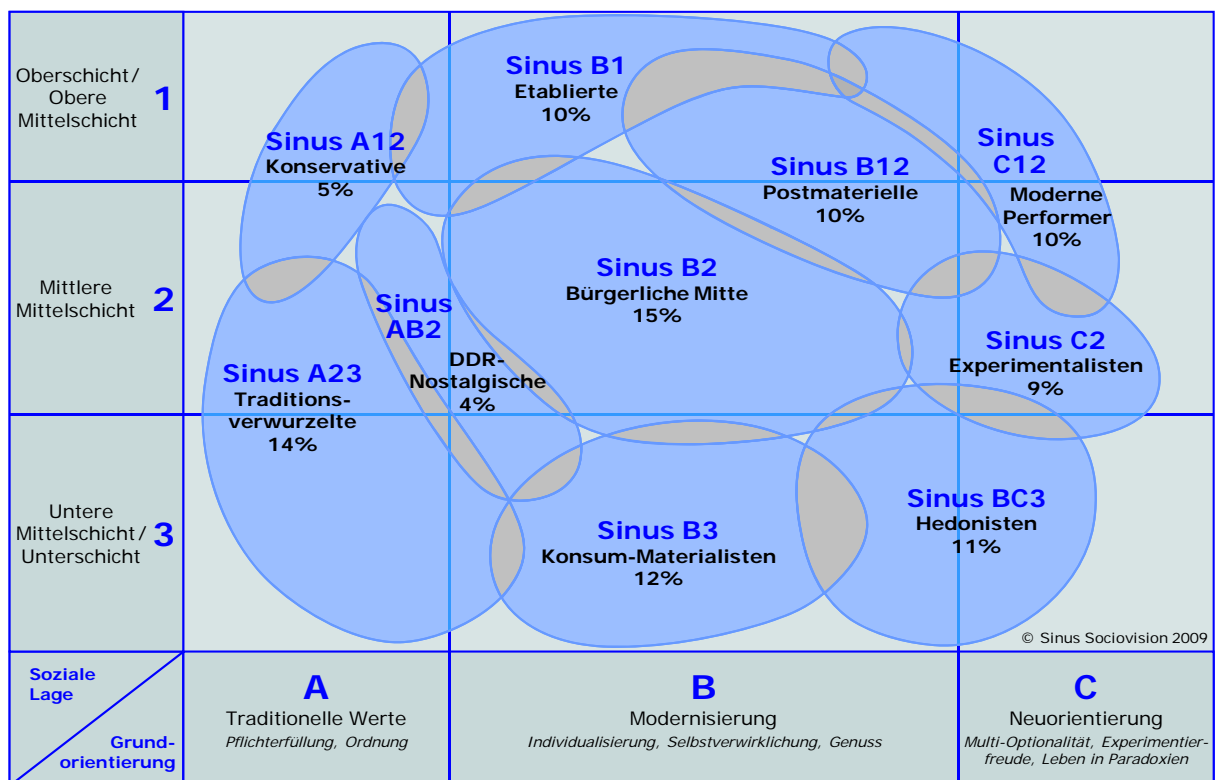 Oberschicht /
Obere
Mittelschicht
1
Mittlere
Mittelschicht
2
Untere
Mittelschicht /
Unterschicht
3
Sinus B1
Etablierte
10%
Sinus A12
Konservative
5%
Sinus B12
Postmaterielle
10%
Sinus
C12
Moderne
Performer
10%
Sinus B2
Bürgerliche Mitte
15%
Sinus
AB2
DDR-
Nostalgische
4%
Sinus C2
Experimentalisten
9%
Sinus A23
Traditions-
verwurzelte
14%
Sinus B3
Konsum-Materialisten
12%
Sinus BC3
Hedonisten
11%
© Sinus Sociovision 2009
Soziale
Lage
Grund-
orientierung
A
Traditionelle Werte
Pflichterfüllung, Ordnung
B
Modernisierung
Individualisierung, Selbstverwirklichung, Genuss
C
Neuorientierung
Multi-Optionalität, Experimentier-
freude, Leben in Paradoxien